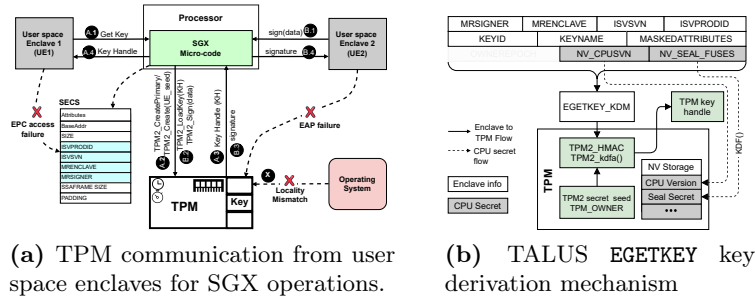 Processor
User space
Enclave 1
(UE1)
A.1 Get Key
A.4 Key Handle
SGX
Micro-code
sign(data) B.1
signature B.4
User space
Enclave 2
(UE2)
EPC access
failure
SECS
Attributes
BaseAddr
SIZE
ISVPRODID
ISVSVN
MRENCLAVE
MRSIGNER
SSAFRAME SIZE
PADDING
A.2 TPM2_CreatePrimary/
TPM2_Create(UE_seed)
B.2 TPM2_LoadKey(KH)
TPM2_Sign(data)
A.3 Key Handle (KH)
B.3 signature
EAP failure
X
Locality
Mismatch
Operating
System
TPM
Key
(a) TPM communication from user
space enclaves for SGX operations.
MRSIGNER MRENCLAVE ISVSVN ISVPRODID
KEYID KEYNAME MASKEDATTRIBUTES
NV_CPUSVN NV_SEAL_FUSES
EGETKEY_KDM
TPM key
handle
KDF()
Enclave to
TPM Flow
CPU secret
flow
Enclave info
CPU Secret
TPM
TPM2_HMAC
TPM2_kdfa()
TPM2 secret seed
TPM_OWNER
NV Storage
CPU Version
Seal Secret
•••
(b) TALUS EGETKEY key
derivation mechanism